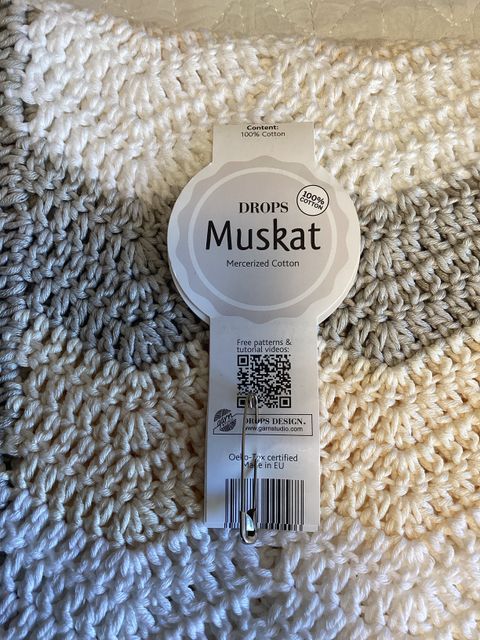 Content:
100% Cotton
100%
COTTON
DROPS
Muskat
Mercerized Cotton
Free patterns &
tutorial videos:
garn
DROPS DESIGN®
www.garnstudio.com
Oeko-Tex certified
Made in EU